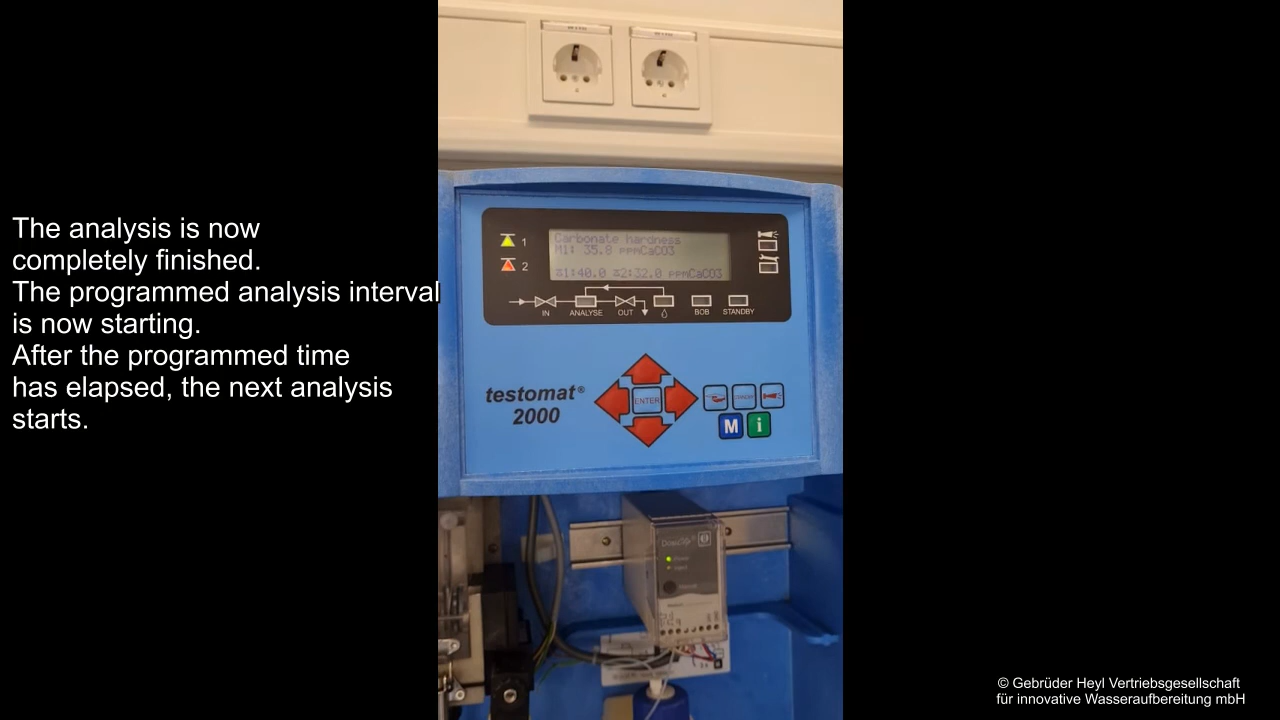 The analysis is now
completely finished.
The programmed analysis interval
is now starting.
After the programmed time
has elapsed, the next analysis
starts.
Carbonate hardness
M1: 35.8 ppmCaCO3
1:40.0 2:32.0 ppmCaCO3
1
2
IN ANALYSE OUT BOB STANDBY
testomat®
2000
ENTER
STANDBY
M i
Power
© Gebrüder Heyl Vertriebsgesellschaft
für innovative Wasseraufbereitung mbH